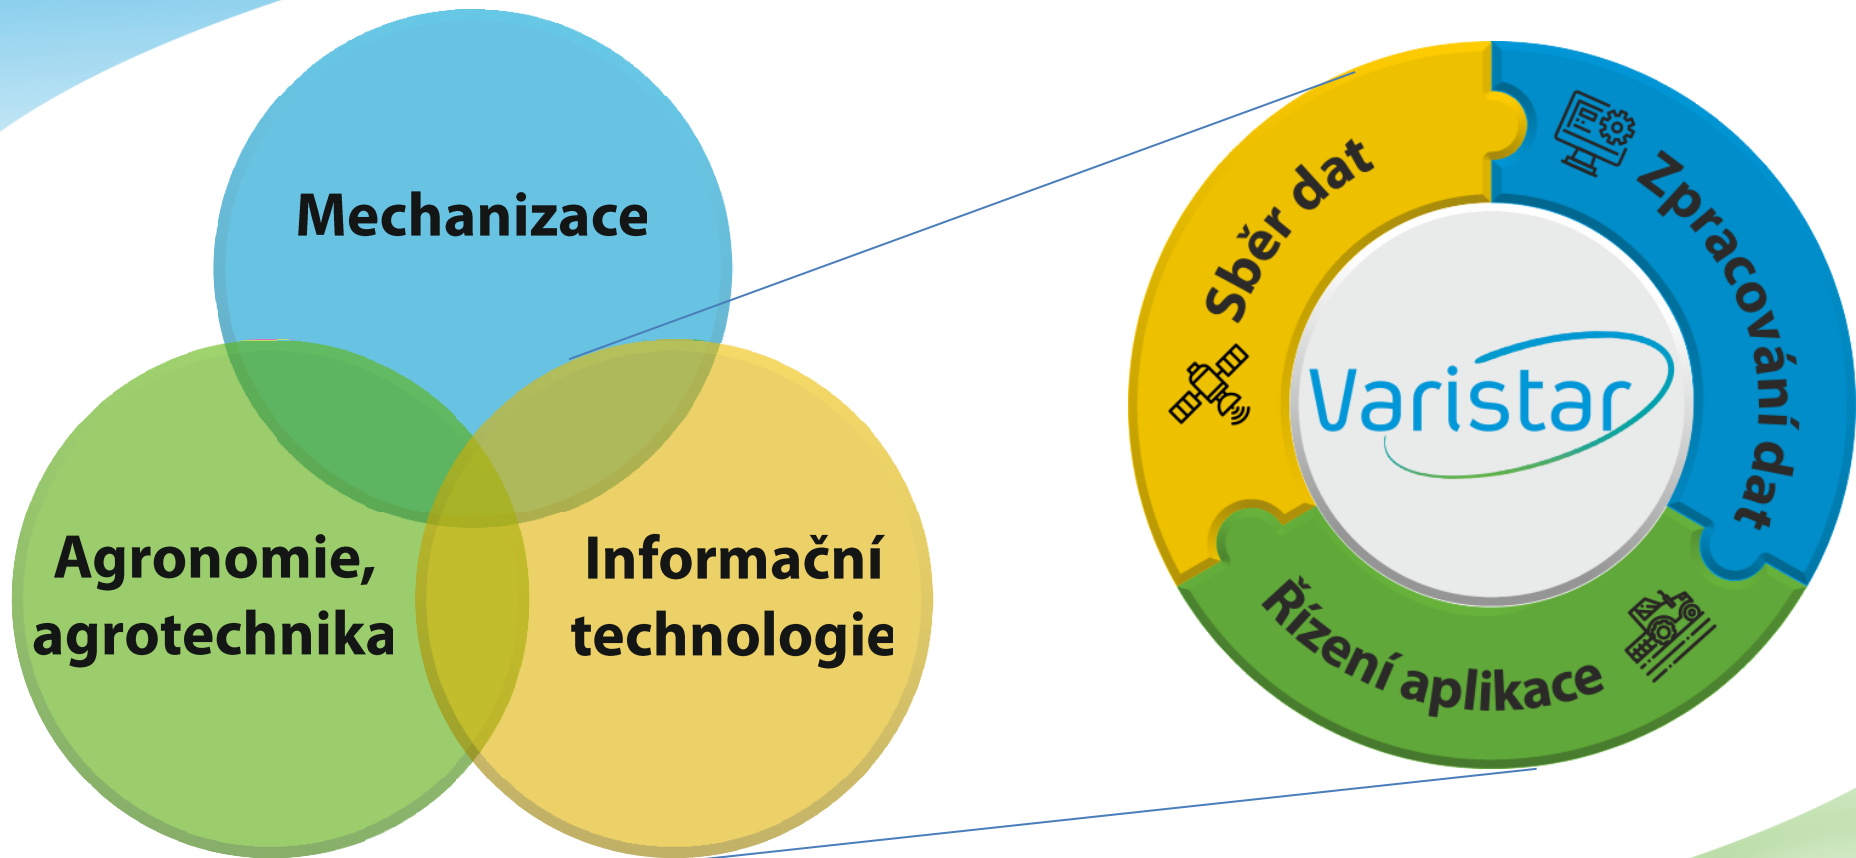 Mechanizace
Agronomie,
agrotechnika
Informační
technologie
Sběr dat
Zpracování dat
Řízení aplikace
Varistar